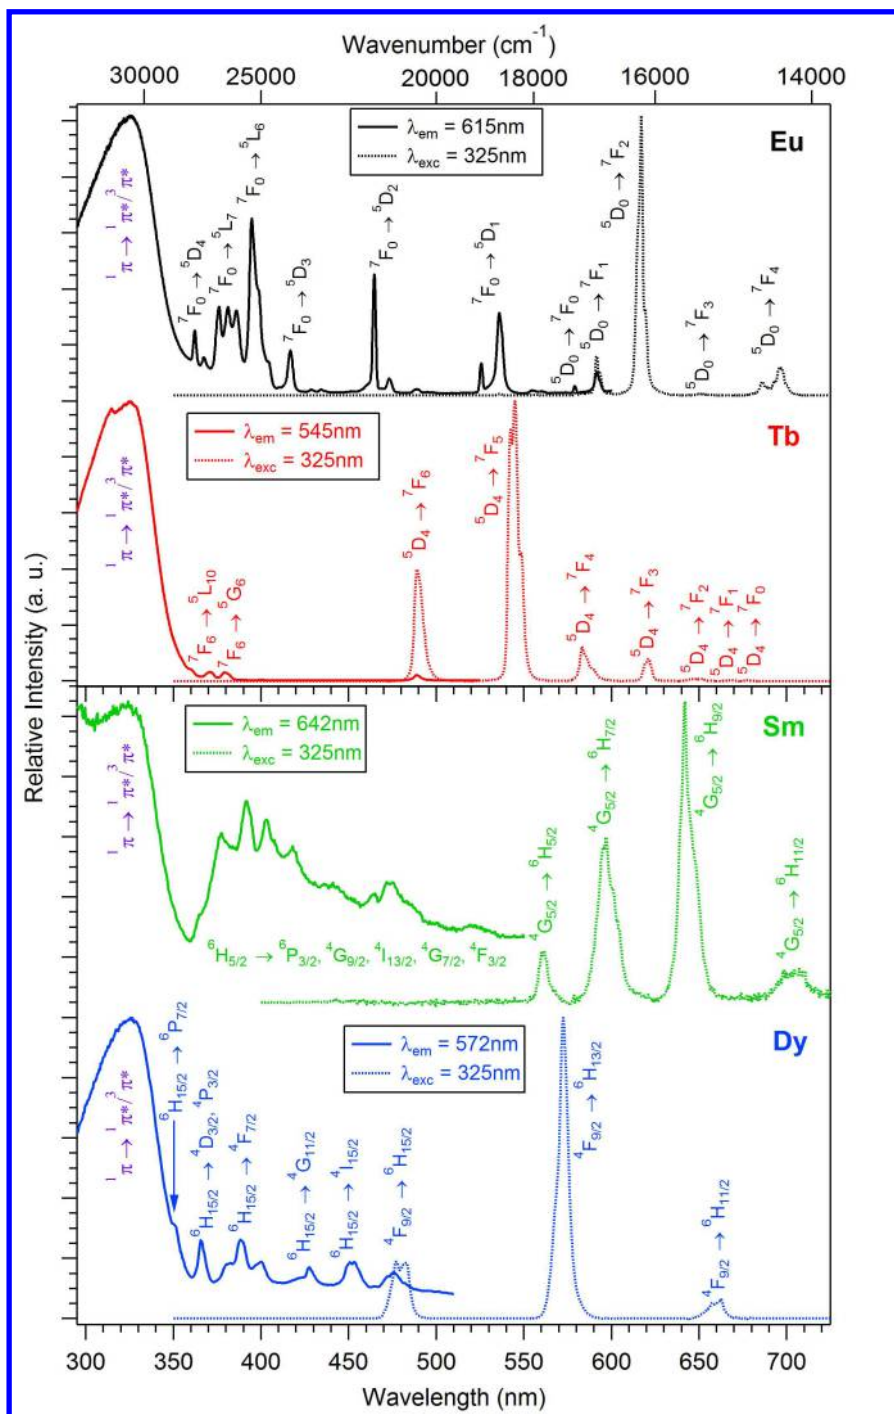 Wavenumber (cm⁻¹)
30000 25000 20000 18000 16000 14000
λem = 615nm
λexc = 325nm
Eu
¹π → ¹π*/³π*
⁷F₀ → ⁵D₄
⁷F₀ → ⁵L₇
⁷F₀ → ⁵L₆
⁷F₀ → ⁵D₃
⁷F₀ → ⁵D₂
⁷F₀ → ⁵D₁
⁵D₀ → ⁷F₀
⁵D₀ → ⁷F₁
⁵D₀ → ⁷F₂
⁵D₀ → ⁷F₃
⁵D₀ → ⁷F₄
λem = 545nm
λexc = 325nm
Tb
¹π → ¹π*/³π*
⁷F₆ → ⁵L₁₀
⁷F₆ → ⁵G₆
⁵D₄ → ⁷F₆
⁵D₄ → ⁷F₅
⁵D₄ → ⁷F₄
⁵D₄ → ⁷F₃
⁵D₄ → ⁷F₂
⁵D₄ → ⁷F₁
⁵D₄ → ⁷F₀
Relative Intensity (a. u.)
λem = 642nm
λexc = 325nm
Sm
¹π → ¹π*/³π*
⁶H5/2 → ⁶P3/2, ⁴G9/2, ⁴I13/2, ⁴G7/2, ⁴F3/2
⁴G5/2 → ⁶H5/2
⁴G5/2 → ⁶H7/2
⁴G5/2 → ⁶H9/2
⁴G5/2 → ⁶H11/2
λem = 572nm
λexc = 325nm
Dy
¹π → ¹π*/³π*
⁶H15/2 → ⁶P7/2
⁶H15/2 → ⁴D3/2, ⁴P3/2
⁶H15/2 → ⁴F7/2
⁶H15/2 → ⁴G11/2
⁶H15/2 → ⁴I15/2
⁴F9/2 → ⁶H15/2
⁴F9/2 → ⁶H13/2
⁴F9/2 → ⁶H11/2
300 350 400 450 500 550 600 650 700
Wavelength (nm)